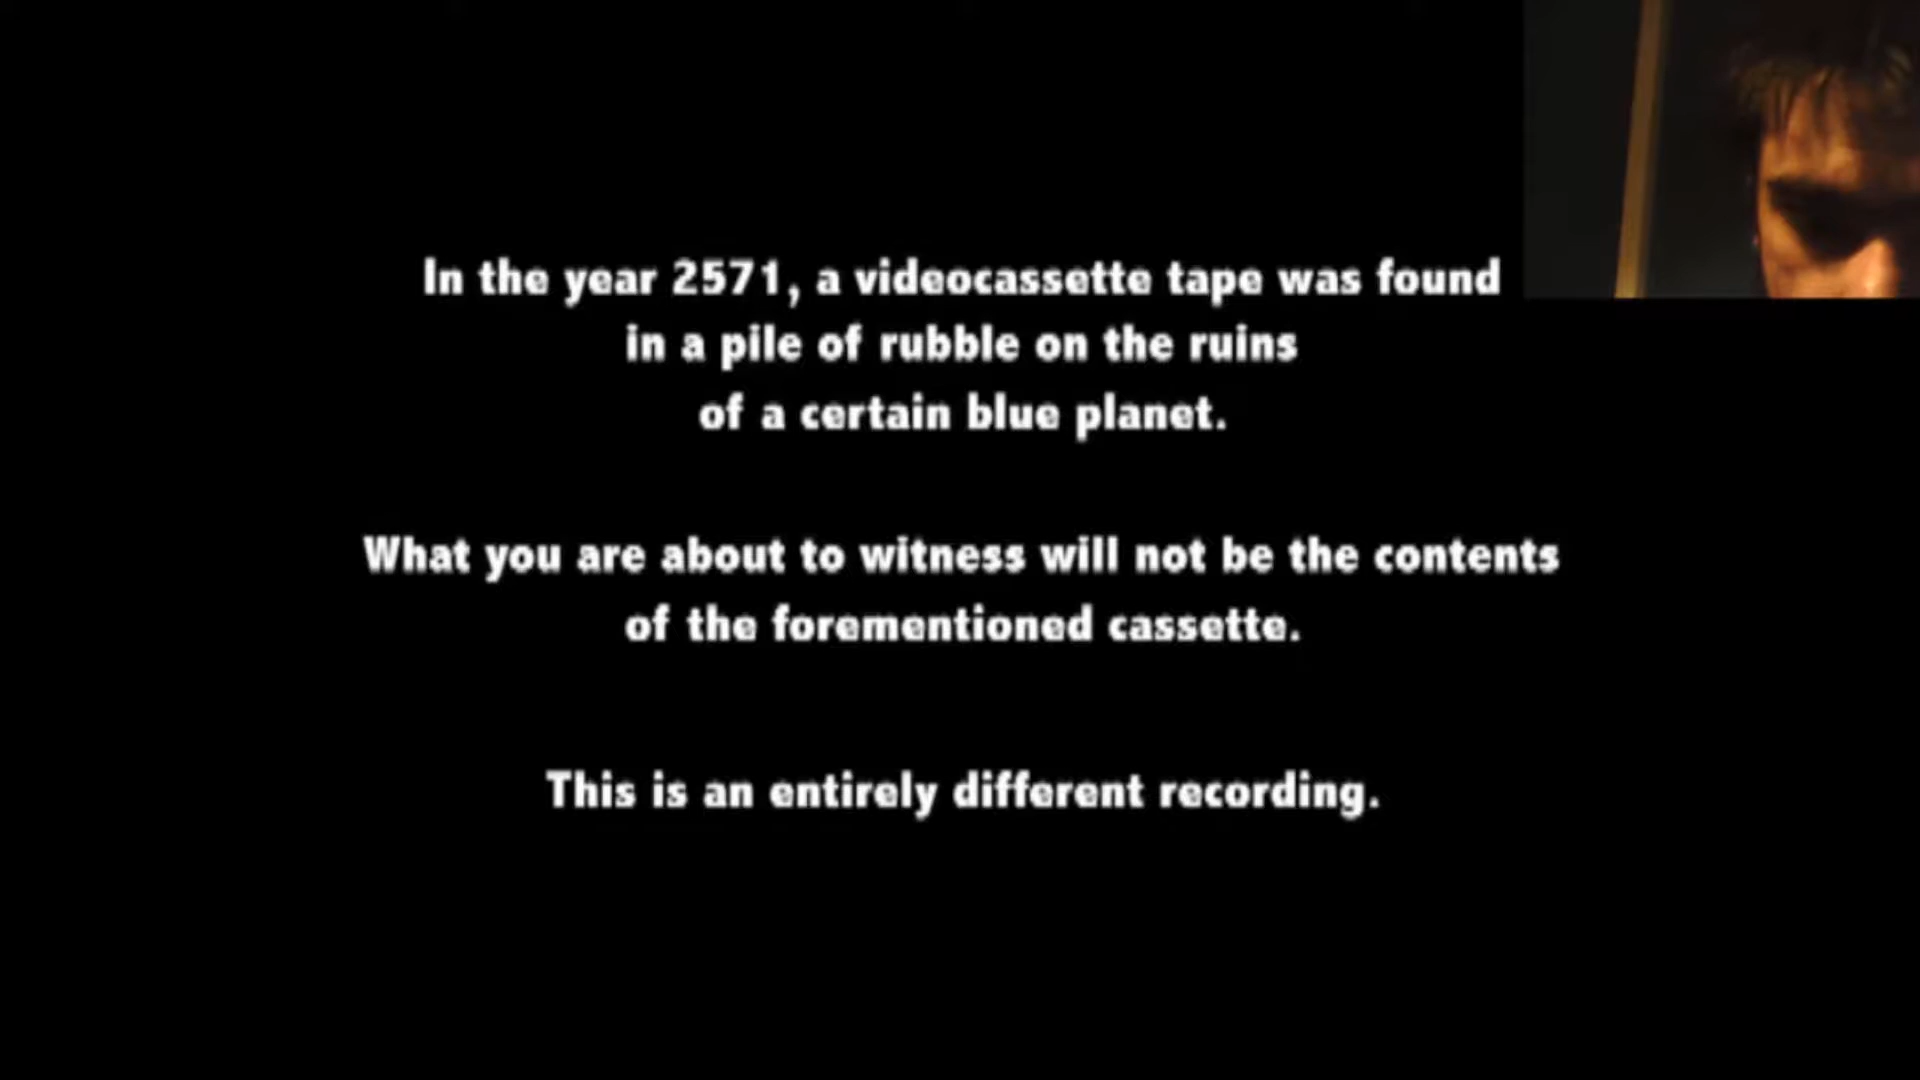 In the year 2571, a videocassette tape was found
in a pile of rubble on the ruins
of a certain blue planet.
What you are about to witness will not be the contents
of the forementioned cassette.
This is an entirely different recording.